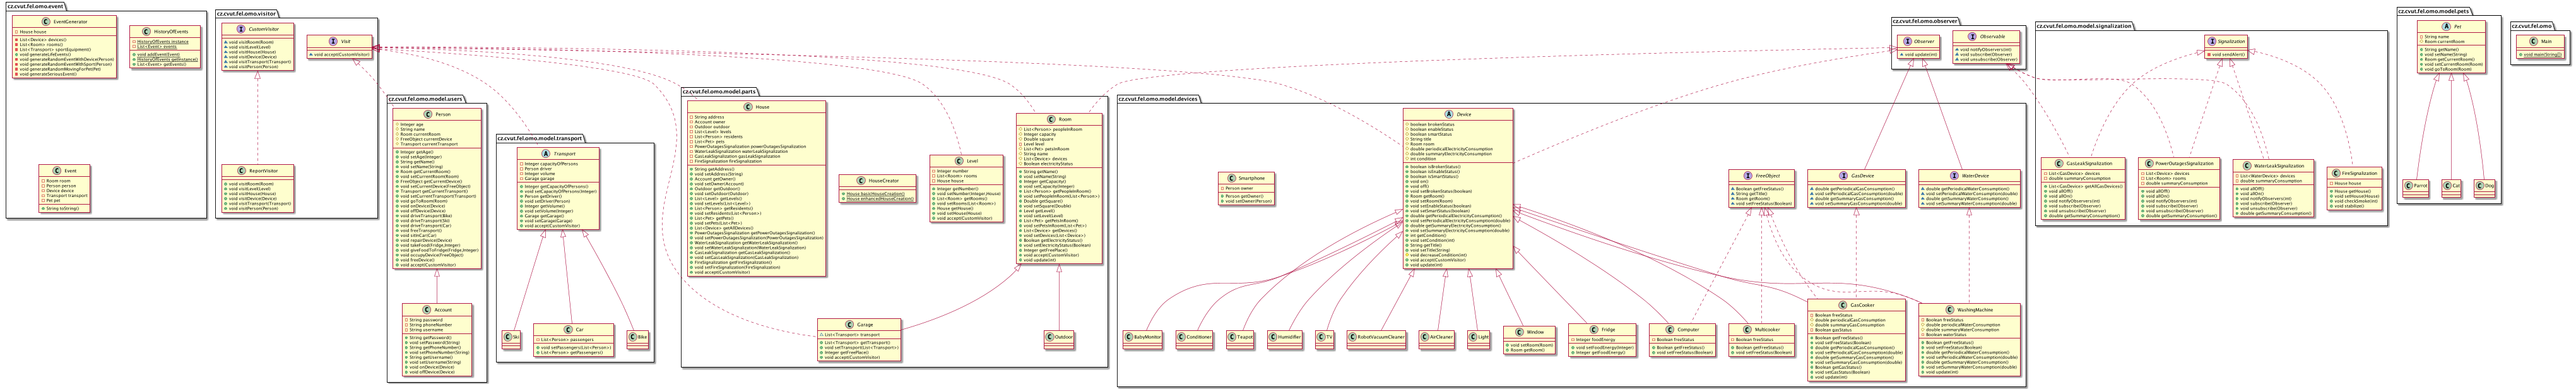 cz.cvut.fel.omo.event
EventGenerator
House house
List<Device> devices()
List<Room> rooms()
List<Transport> sportEquipment()
void generateLifeEvents()
void generateRandomEventWithDevice(Person)
void generateRandomEventWithSport(Person)
void generateRandomMovingForPet(Pet)
void generateSeriousEvent()
HistoryOfEvents
HistoryOfEvents instance
List<Event> events
void addEvent(Event)
HistoryOfEvents getInstance()
List<Event> getEvents()
Event
Room room
Person person
Device device
Transport transport
Pet pet
String toString()
cz.cvut.fel.omo.visitor
CustomVisitor
void visitRoom(Room)
void visitLevel(Level)
void visitHouse(House)
void visitDevice(Device)
void visitTransport(Transport)
void visitPerson(Person)
Visit
void accept(CustomVisitor)
ReportVisitor
void visitRoom(Room)
void visitLevel(Level)
void visitHouse(House)
void visitDevice(Device)
void visitTransport(Transport)
void visitPerson(Person)
cz.cvut.fel.omo.model.users
Person
Integer age
String name
Room currentRoom
FreeObject currentDevice
Transport currentTransport
Integer getAge()
void setAge(Integer)
String getName()
void setName(String)
Room getCurrentRoom()
void setCurrentRoom(Room)
FreeObject getCurrentDevice()
void setCurrentDevice(FreeObject)
Transport getCurrentTransport()
void setCurrentTransport(Transport)
void goToRoom(Room)
void onDevice(Device)
void offDevice(Device)
void driveTransport(Bike)
void driveTransport(Ski)
void driveTransport(Car)
void freeTransport()
void sitInCar(Car)
void repairDevice(Device)
void takeFood(Fridge,Integer)
void giveFoodToFridge(Fridge,Integer)
void occupyDevice(FreeObject)
void freeDevice()
void accept(CustomVisitor)
Account
String password
String phoneNumber
String username
String getPassword()
void setPassword(String)
String getPhoneNumber()
void setPhoneNumber(String)
String getUsername()
void setUsername(String)
void onDevice(Device)
void offDevice(Device)
cz.cvut.fel.omo.model.transport
Transport
Integer capacityOfPersons
Person driver
Integer volume
Garage garage
Integer getCapacityOfPersons()
void setCapacityOfPersons(Integer)
Person getDriver()
void setDriver(Person)
Integer getVolume()
void setVolume(Integer)
Garage getGarage()
void setGarage(Garage)
void accept(CustomVisitor)
Ski
Car
List<Person> passengers
void setPassengers(List<Person>)
List<Person> getPassengers()
Bike
cz.cvut.fel.omo.model.parts
House
String address
Account owner
Outdoor outdoor
List<Level> levels
List<Person> residents
List<Pet> pets
PowerOutagesSignalization powerOutagesSignalization
WaterLeakSignalization waterLeakSignalization
GasLeakSignalization gasLeakSignalization
FireSignalization fireSignalization
String getAddress()
void setAddress(String)
Account getOwner()
void setOwner(Account)
Outdoor getOutdoor()
void setOutdoor(Outdoor)
List<Level> getLevels()
void setLevels(List<Level>)
List<Person> getResidents()
void setResidents(List<Person>)
List<Pet> getPets()
void setPets(List<Pet>)
List<Device> getAllDevices()
PowerOutagesSignalization getPowerOutagesSignalization()
void setPowerOutagesSignalization(PowerOutagesSignalization)
WaterLeakSignalization getWaterLeakSignalization()
void setWaterLeakSignalization(WaterLeakSignalization)
GasLeakSignalization getGasLeakSignalization()
void setGasLeakSignalization(GasLeakSignalization)
FireSignalization getFireSignalization()
void setFireSignalization(FireSignalization)
void accept(CustomVisitor)
HouseCreator
House basicHouseCreation()
House enhancedHouseCreation()
Level
Integer number
List<Room> rooms
House house
Integer getNumber()
void setNumber(Integer,House)
List<Room> getRooms()
void setRooms(List<Room>)
House getHouse()
void setHouse(House)
void accept(CustomVisitor)
Room
List<Person> peopleInRoom
Integer capacity
Double square
Level level
List<Pet> petsInRoom
String name
List<Device> devices
Boolean electricityStatus
String getName()
void setName(String)
Integer getCapacity()
void setCapacity(Integer)
List<Person> getPeopleInRoom()
void setPeopleInRoom(List<Person>)
Double getSquare()
void setSquare(Double)
Level getLevel()
void setLevel(Level)
List<Pet> getPetsInRoom()
void setPetsInRoom(List<Pet>)
List<Device> getDevices()
void setDevices(List<Device>)
Boolean getElectricityStatus()
void setElectricityStatus(Boolean)
Integer getFreePlace()
void accept(CustomVisitor)
void update(int)
Garage
List<Transport> transport
List<Transport> getTransport()
void setTransport(List<Transport>)
Integer getFreePlace()
void accept(CustomVisitor)
Outdoor
cz.cvut.fel.omo.observer
Observer
void update(int)
Observable
void notifyObservers(int)
void subscribe(Observer)
void unsubscribe(Observer)
cz.cvut.fel.omo.model.devices
Smartphone
Person owner
Person getOwner()
void setOwner(Person)
Device
boolean brokenStatus
boolean enableStatus
boolean smartStatus
String title
Room room
double periodicalElectricityConsumption
double summaryElectricityConsumption
int condition
boolean isBrokenStatus()
boolean isEnableStatus()
boolean isSmartStatus()
void on()
void off()
void setBrokenStatus(boolean)
Room getRoom()
void setRoom(Room)
void setEnableStatus(boolean)
void setSmartStatus(boolean)
double getPeriodicalElectricityConsumption()
void setPeriodicalElectricityConsumption(double)
double getSummaryElectricityConsumption()
void setSummaryElectricityConsumption(double)
int getCondition()
void setCondition(int)
String getTitle()
void setTitle(String)
void decreaseCondition(int)
void accept(CustomVisitor)
void update(int)
FreeObject
Boolean getFreeStatus()
String getTitle()
Room getRoom()
void setFreeStatus(Boolean)
GasDevice
double getPeriodicalGasConsumption()
void setPeriodicalGasConsumption(double)
double getSummaryGasConsumption()
void setSummaryGasConsumption(double)
WaterDevice
double getPeriodicalWaterConsumption()
void setPeriodicalWaterConsumption(double)
double getSummaryWaterConsumption()
void setSummaryWaterConsumption(double)
BabyMonitor
Conditioner
Teapot
Humidifier
TV
RobotVacuumCleaner
AirCleaner
Light
Window
void setRoom(Room)
Room getRoom()
Fridge
Integer foodEnergy
void setFoodEnergy(Integer)
Integer getFoodEnergy()
Computer
Boolean freeStatus
Boolean getFreeStatus()
void setFreeStatus(Boolean)
Multicooker
Boolean freeStatus
Boolean getFreeStatus()
void setFreeStatus(Boolean)
GasCooker
Boolean freeStatus
double periodicalGasConsumption
double summaryGasConsumption
Boolean gasStatus
Boolean getFreeStatus()
void setFreeStatus(Boolean)
double getPeriodicalGasConsumption()
void setPeriodicalGasConsumption(double)
double getSummaryGasConsumption()
void setSummaryGasConsumption(double)
Boolean getGasStatus()
void setGasStatus(Boolean)
void update(int)
WashingMachine
Boolean freeStatus
double periodicalWaterConsumption
double summaryWaterConsumption
Boolean waterStatus
Boolean getFreeStatus()
void setFreeStatus(Boolean)
double getPeriodicalWaterConsumption()
void setPeriodicalWaterConsumption(double)
double getSummaryWaterConsumption()
void setSummaryWaterConsumption(double)
void update(int)
cz.cvut.fel.omo.model.signalization
Signalization
void sendAlert()
GasLeakSignalization
List<GasDevice> devices
double summaryConsumption
List<GasDevice> getAllGasDevices()
void allOff()
void allOn()
void notifyObservers(int)
void subscribe(Observer)
void unsubscribe(Observer)
double getSummaryConsumption()
PowerOutagesSignalization
List<Device> devices
List<Room> rooms
double summaryConsumption
void allOff()
void allOn()
void notifyObservers(int)
void subscribe(Observer)
void unsubscribe(Observer)
double getSummaryConsumption()
WaterLeakSignalization
List<WaterDevice> devices
double summaryConsumption
void allOff()
void allOn()
void notifyObservers(int)
void subscribe(Observer)
void unsubscribe(Observer)
double getSummaryConsumption()
FireSignalization
House house
House getHouse()
void setHouse(House)
void checkSmoke(int)
void stabilize()
cz.cvut.fel.omo.model.pets
Pet
String name
Room currentRoom
String getName()
void setName(String)
Room getCurrentRoom()
void setCurrentRoom(Room)
void goToRoom(Room)
Parrot
Cat
Dog
cz.cvut.fel.omo
Main
void main(String[])